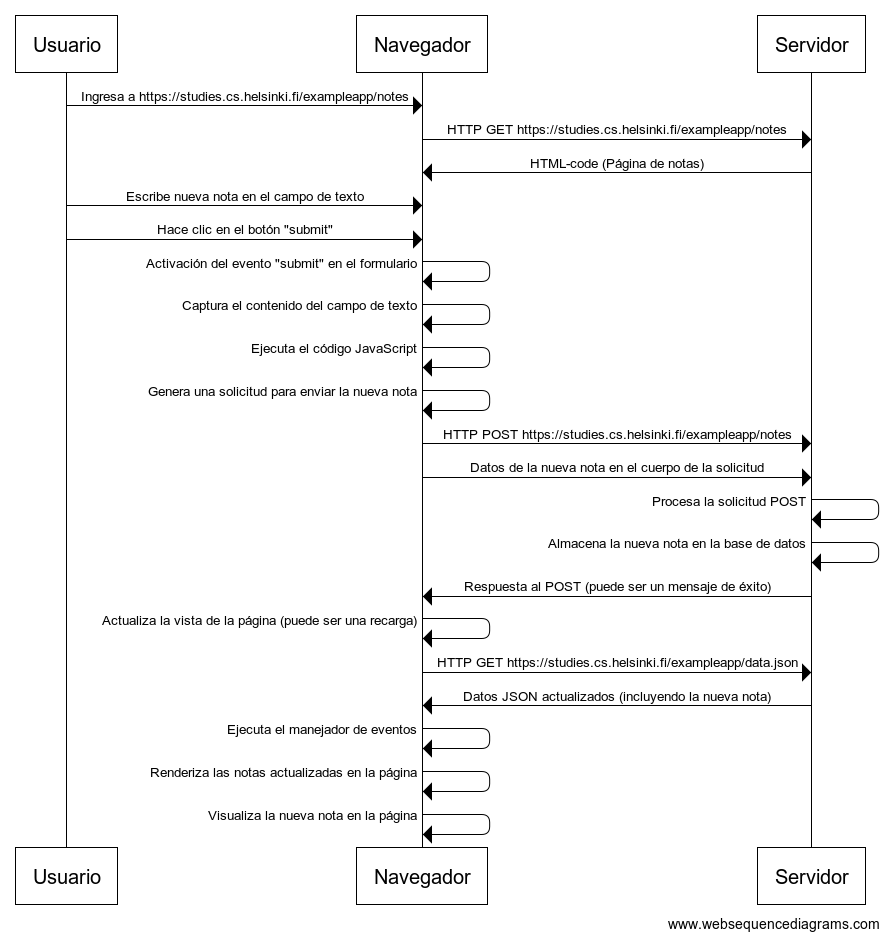 Usuario
Navegador
Servidor
Ingresa a https://studies.cs.helsinki.fi/exampleapp/notes
HTTP GET https://studies.cs.helsinki.fi/exampleapp/notes
HTML-code (Página de notas)
Escribe nueva nota en el campo de texto
Hace clic en el botón "submit"
Activación del evento "submit" en el formulario
Captura el contenido del campo de texto
Ejecuta el código JavaScript
Genera una solicitud para enviar la nueva nota
HTTP POST https://studies.cs.helsinki.fi/exampleapp/notes
Datos de la nueva nota en el cuerpo de la solicitud
Procesa la solicitud POST
Almacena la nueva nota en la base de datos
Respuesta al POST (puede ser un mensaje de éxito)
Actualiza la vista de la página (puede ser una recarga)
HTTP GET https://studies.cs.helsinki.fi/exampleapp/data.json
Datos JSON actualizados (incluyendo la nueva nota)
Ejecuta el manejador de eventos
Renderiza las notas actualizadas en la página
Visualiza la nueva nota en la página
Usuario
Navegador
Servidor
www.websequencediagrams.com